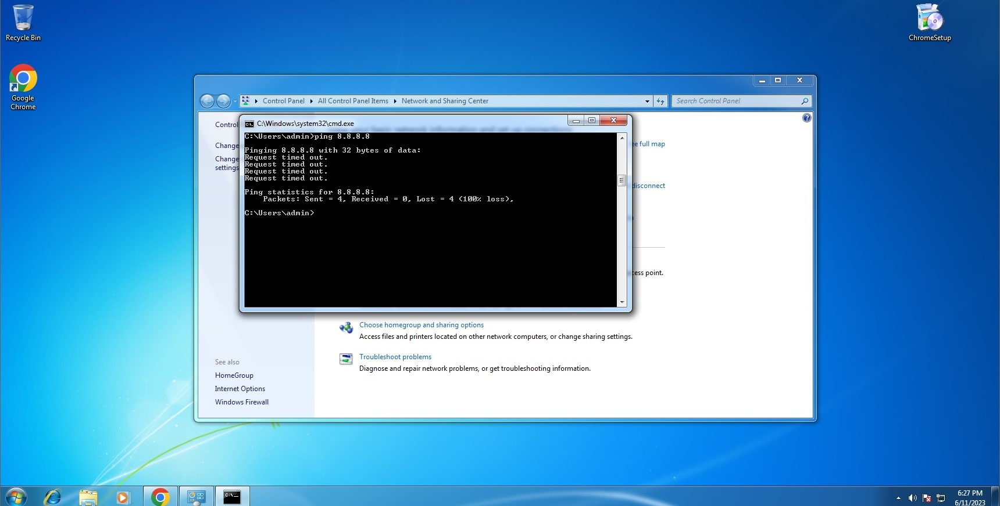 Recycle Bin
ChromeSetup
Google
Chrome
Control Panel
All Control Panel Items
Network and Sharing Center
Search Control Panel
Control
Change
Change
settings
C:\Windows\system32\cmd.exe
C:\Users\admin>ping 8.8.8.8
Pinging 8.8.8.8 with 32 bytes of data:
Request timed out.
Request timed out.
Request timed out.
Request timed out.
Ping statistics for 8.8.8.8:
Packets: Sent = 4, Received = 0, Lost = 4 (100% loss),
C:\Users\admin>
ee full map
disconnect
cess point.
Choose homegroup and sharing options
Access files and printers located on other network computers, or change sharing settings.
Troubleshoot problems
Diagnose and repair network problems, or get troubleshooting information.
See also
HomeGroup
Internet Options
Windows Firewall
6:27 PM
6/11/2023